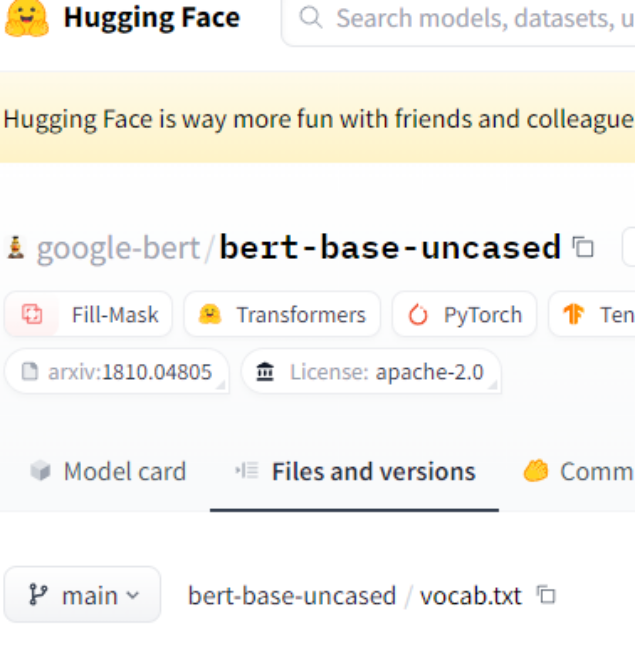 Hugging Face Search models, datasets, u
Hugging Face is way more fun with friends and colleague
google-bert/bert-base-uncased
Fill-Mask Transformers PyTorch Ten
arxiv:1810.04805 License: apache-2.0
Model card Files and versions Comm
main bert-base-uncased / vocab.txt